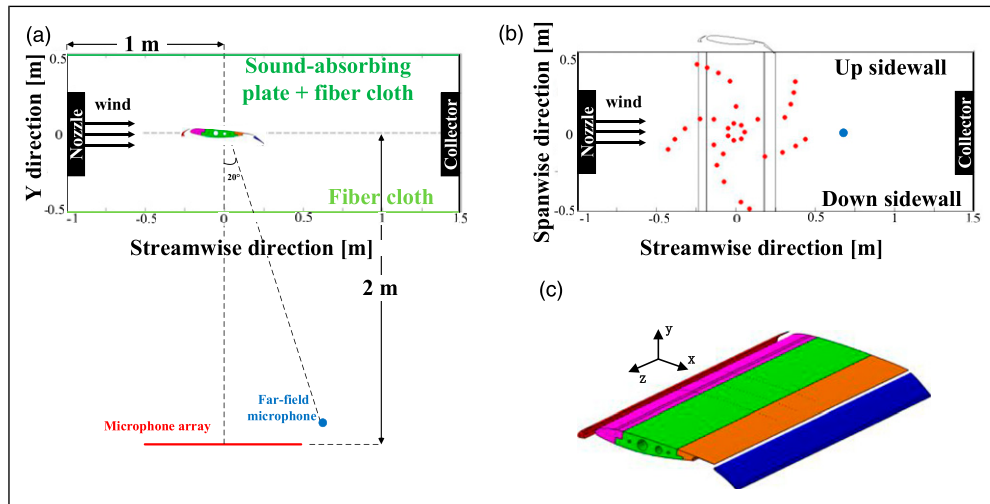 (a)
1 m
0.5
Sound-absorbing
plate + fiber cloth
wind
Nozzle
0
Collector
20°
Fiber cloth
-0.5
-1
-0.5
0
0.5
1
1.5
Y direction [m]
Streamwise direction [m]
2 m
Far-field
microphone
Microphone array
(b)
0.5
Up sidewall
wind
Nozzle
0
Collector
Down sidewall
-0.5
-1
-0.5
0
0.5
1
1.5
Spanwise direction [m]
Streamwise direction [m]
(c)
y
x
z